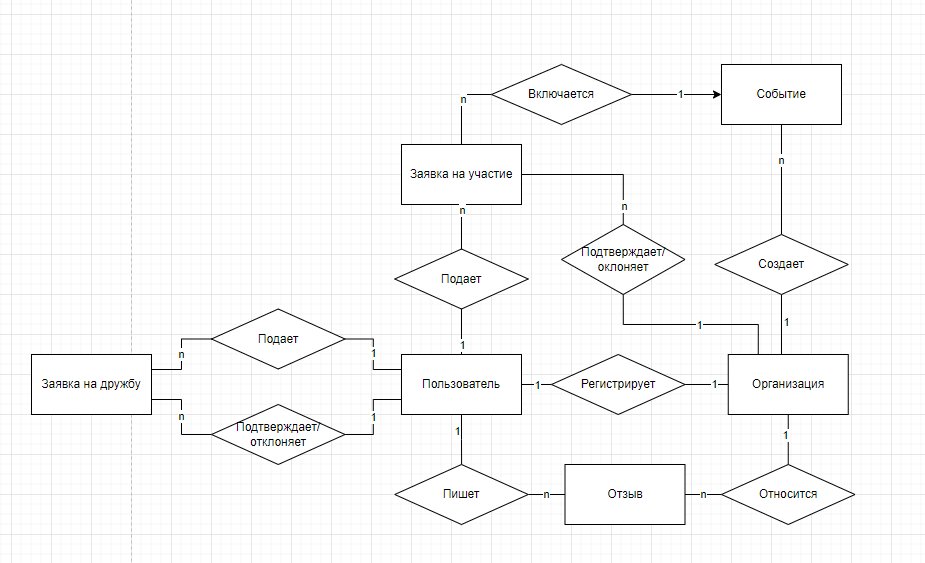 Включается
1
Событие
n
Заявка на участие
n
n
n
Подтверждает/
оклоняет
Создает
Подает
1
1
1
Подает
n
1
Заявка на дружбу
Пользователь
1
Регистрирует
1
Организация
n
1
Подтверждает/
отклоняет
1
1
Пишет
n
Отзыв
n
Относится